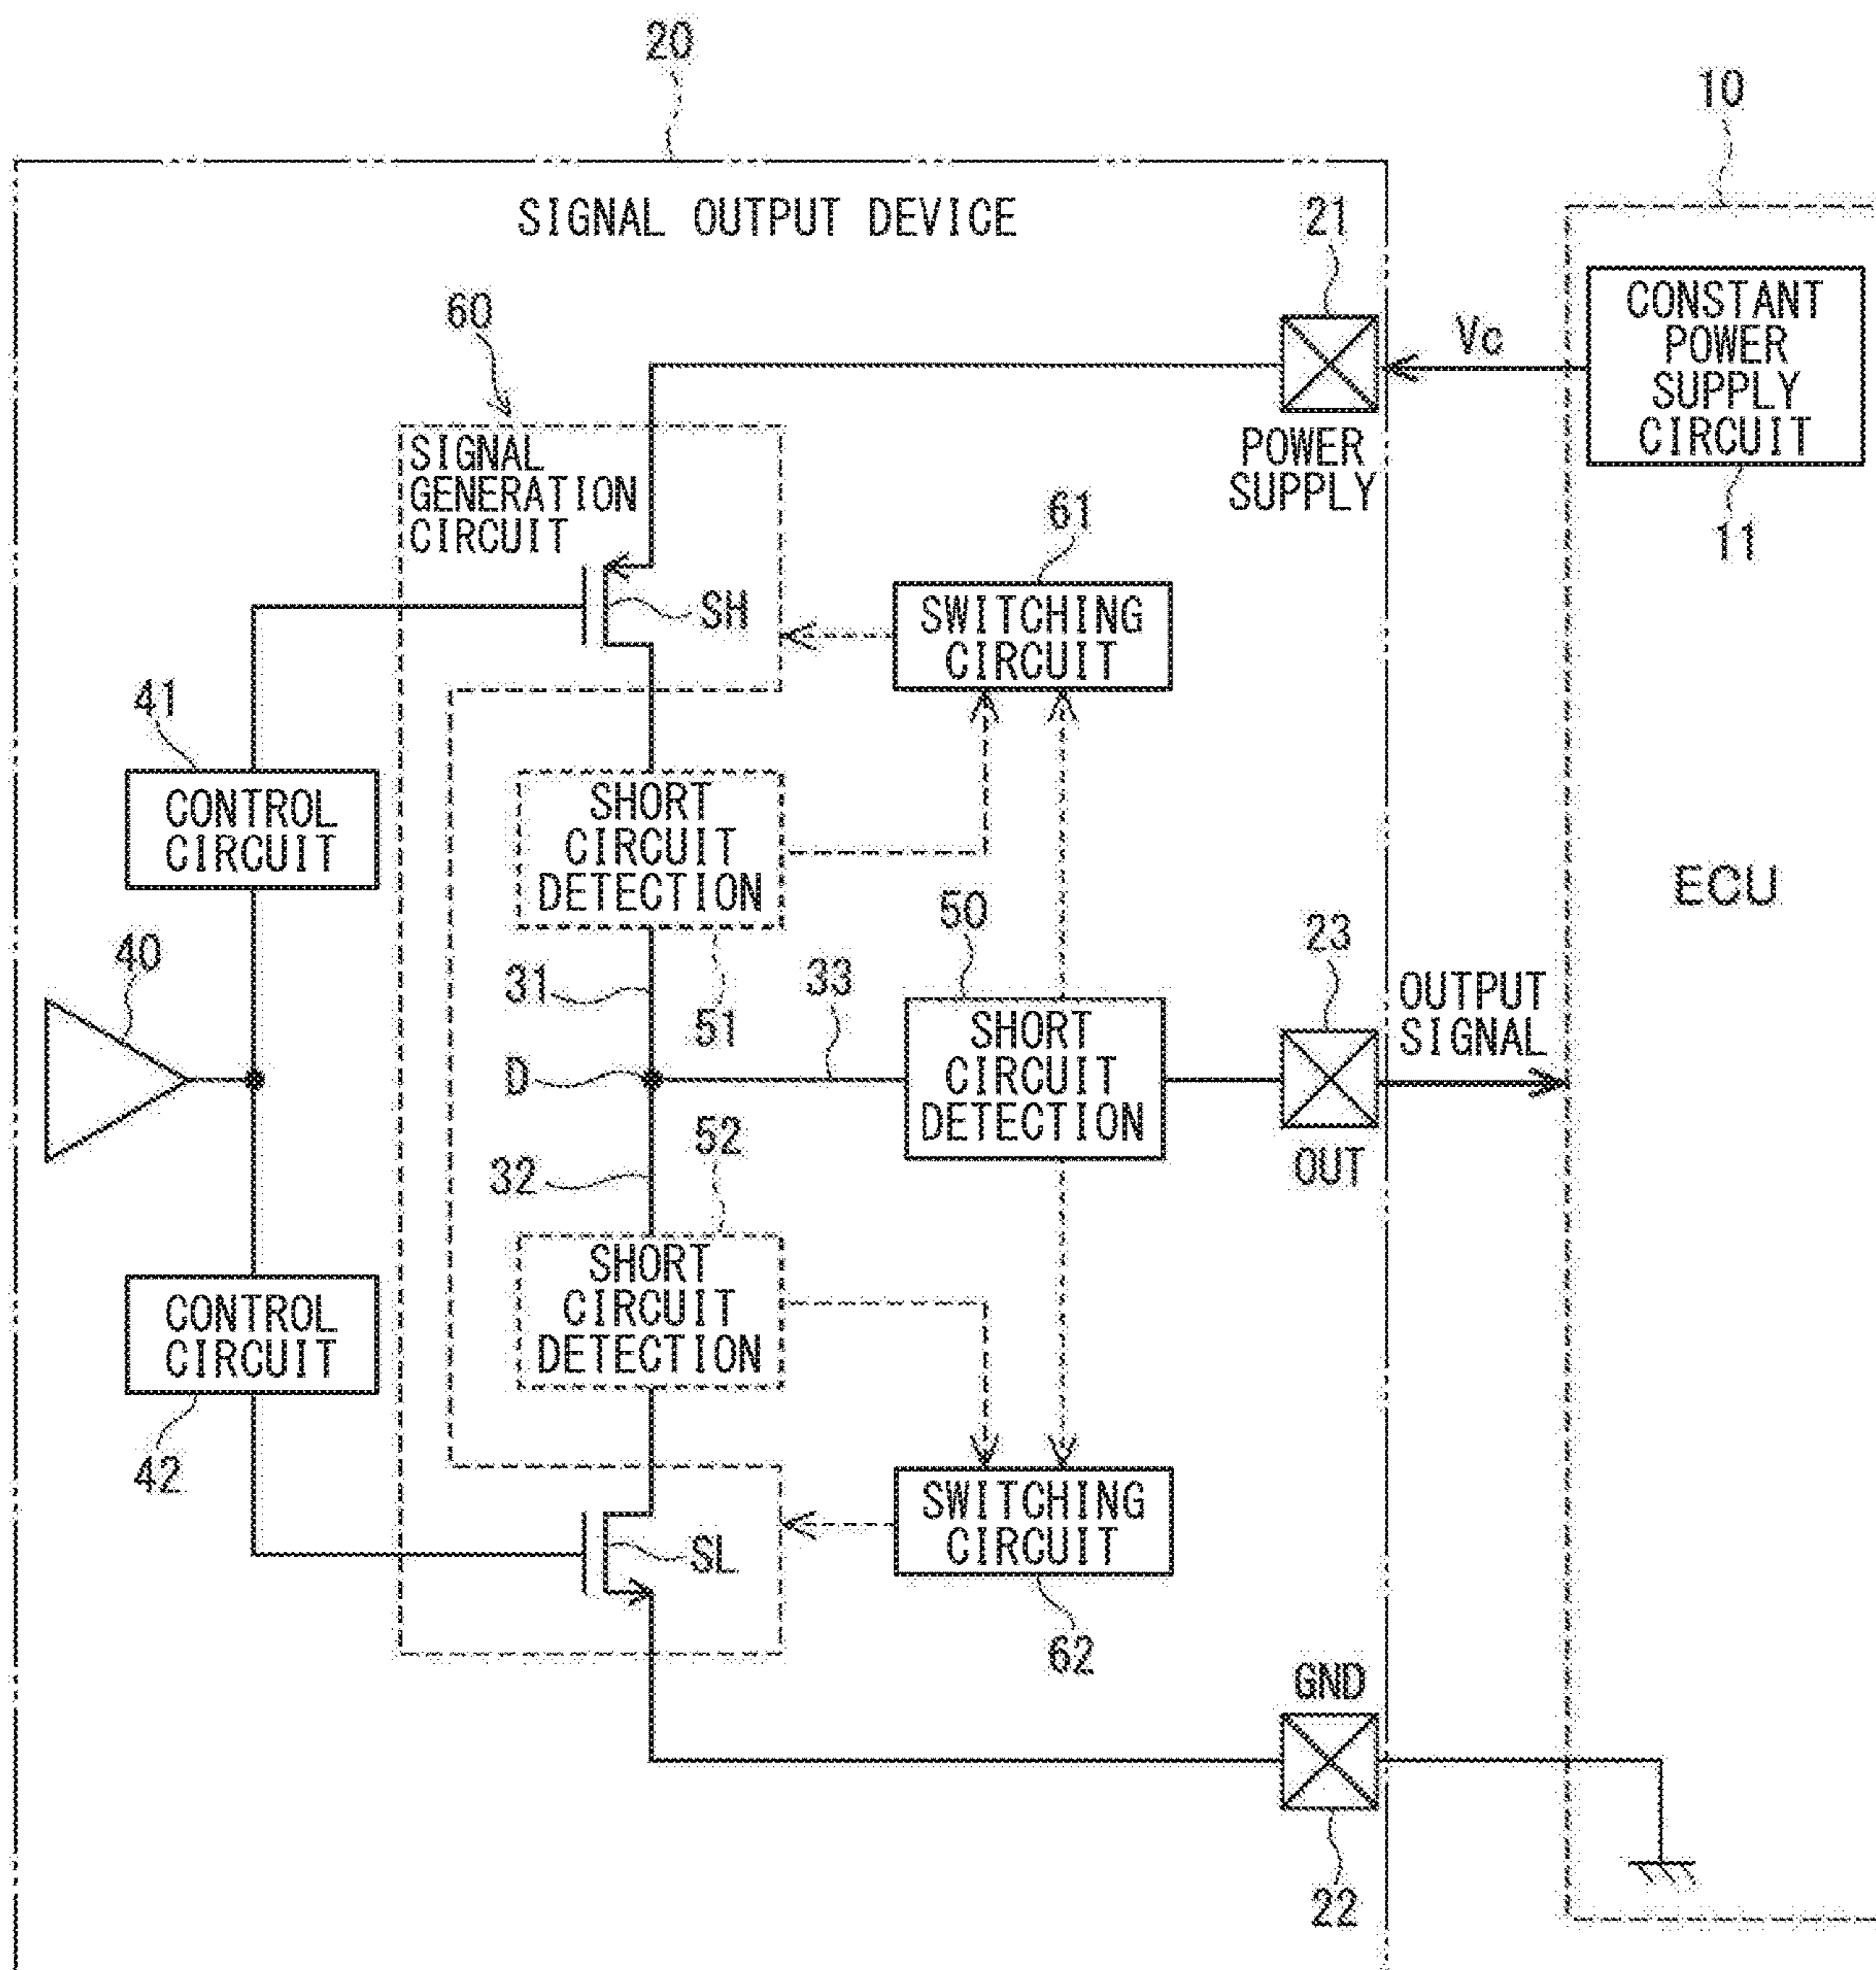 20
10
SIGNAL OUTPUT DEVICE
21
60
Vc
CONSTANT
POWER
SUPPLY
CIRCUIT
11
SIGNAL
GENERATION
CIRCUIT
POWER
SUPPLY
61
SH
SWITCHING
CIRCUIT
41
CONTROL
CIRCUIT
SHORT
CIRCUIT
DETECTION
51
ECU
40
31
33
50
23
D
SHORT
CIRCUIT
DETECTION
OUTPUT
SIGNAL
OUT
32
52
CONTROL
CIRCUIT
42
SHORT
CIRCUIT
DETECTION
SL
SWITCHING
CIRCUIT
62
GND
22